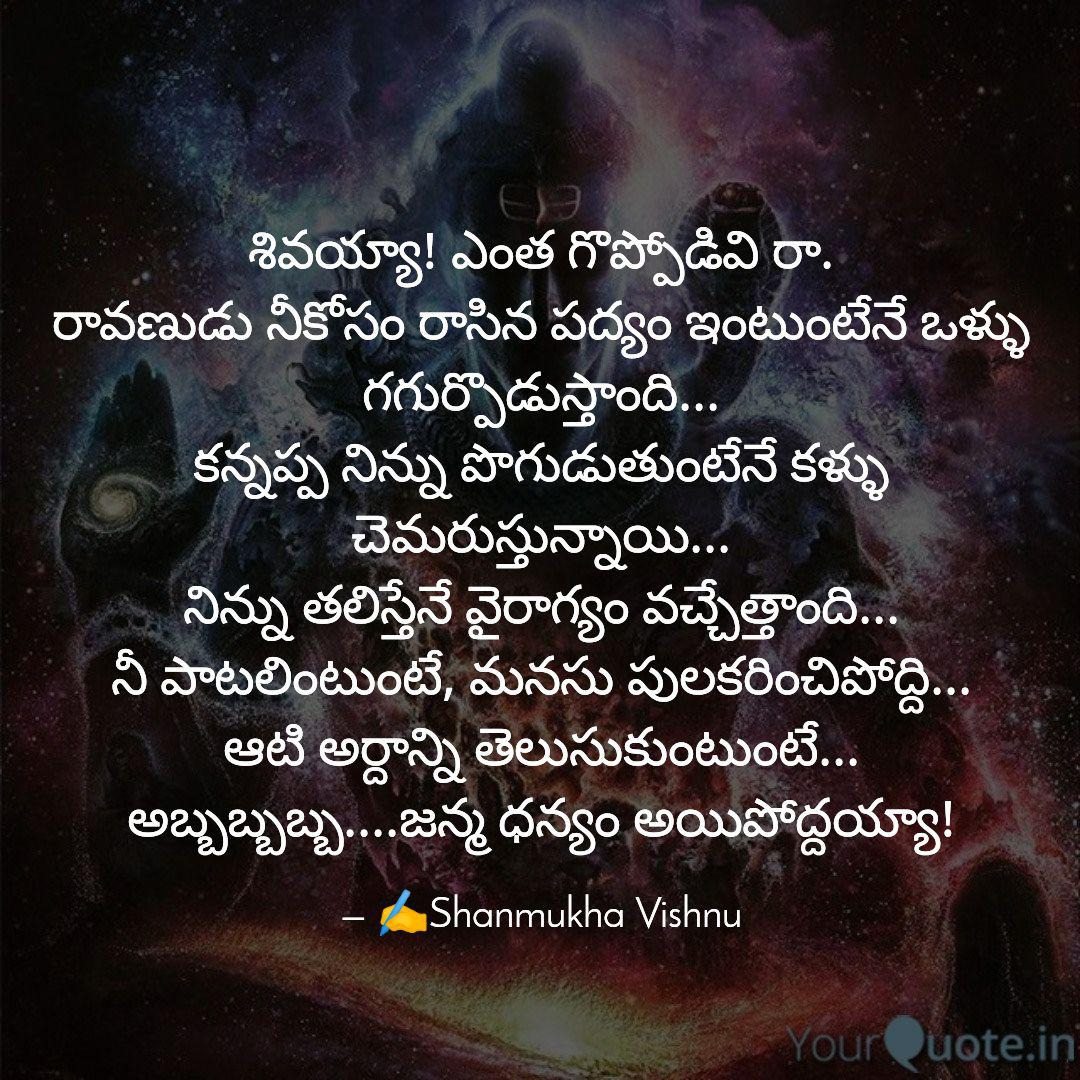 శివయ్యా! ఎంత గొప్పోడివి రా.
రావణుడు నీకోసం రాసిన పద్యం ఇంటుంటేనే ఒళ్ళు
గగుర్పొడుస్తాంది...
కన్నప్ప నిన్ను పొగుడుతుంటేనే కళ్ళు
చెమరుస్తున్నాయి...
నిన్ను తలిస్తేనే వైరాగ్యం వచ్చేత్తాంది...
నీ పాటలింటుంటే, మనసు పులకరించిపోద్ది...
ఆటి అర్దాన్ని తెలుసుకుంటుంటే...
అబ్బబ్బబ్బ....జన్మ ధన్యం అయిపోద్దయ్యా!
– ✍️Shanmukha Vishnu
YourQuote.in